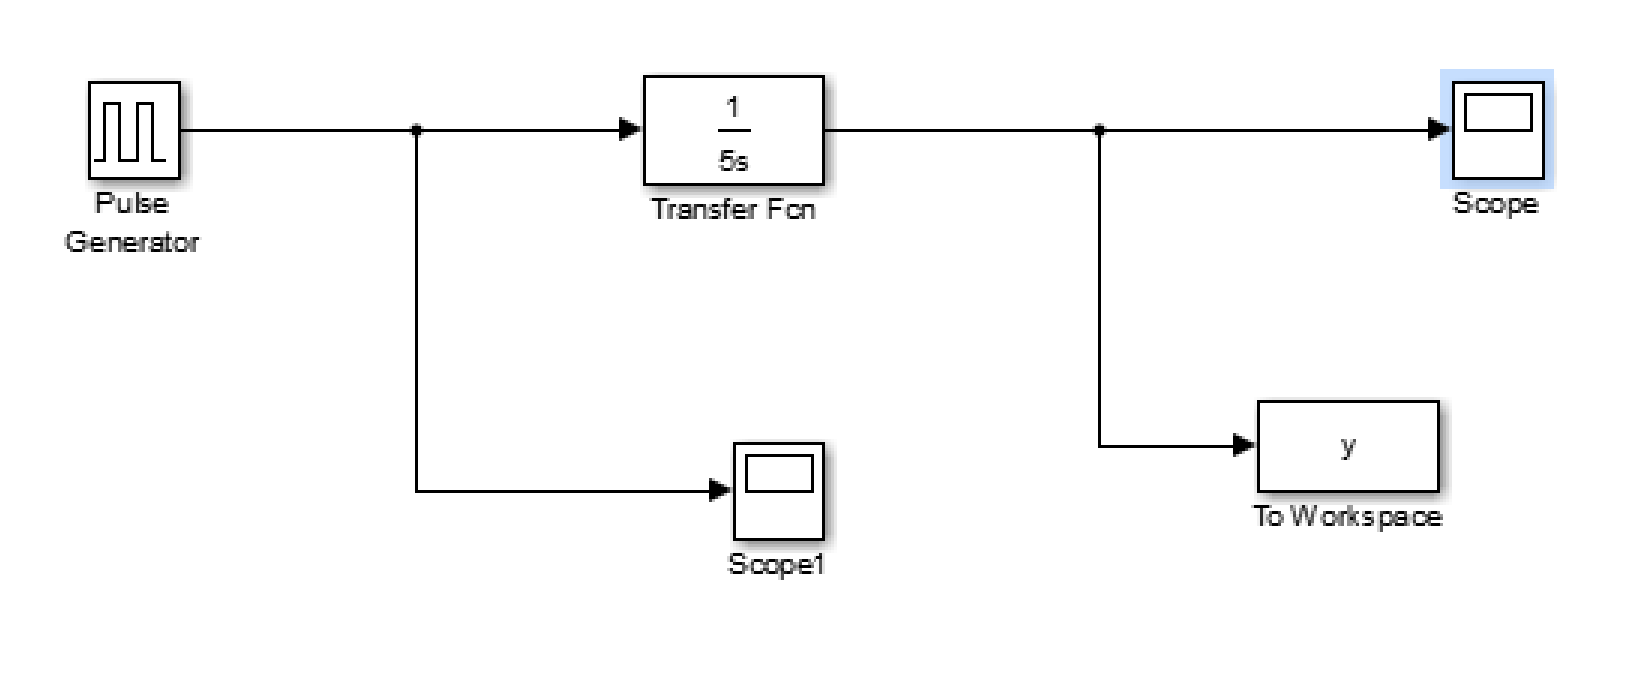 1
5s
Pulse
Generator
Transfer Fcn
Scope
y
To Workspace
Scope1